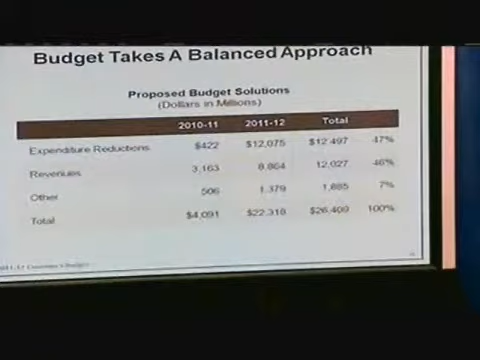 Budget Takes A Balanced Approach
Proposed Budget Solutions
(Dollars in Millions)
2010-11 2011-12 Total
Expenditure Reductions $422 $12,075 $12,497 47%
Revenues 3,163 8,864 12,027 46%
Other 506 1,379 1,885 7%
Total $4,091 $22,318 $26,409 100%